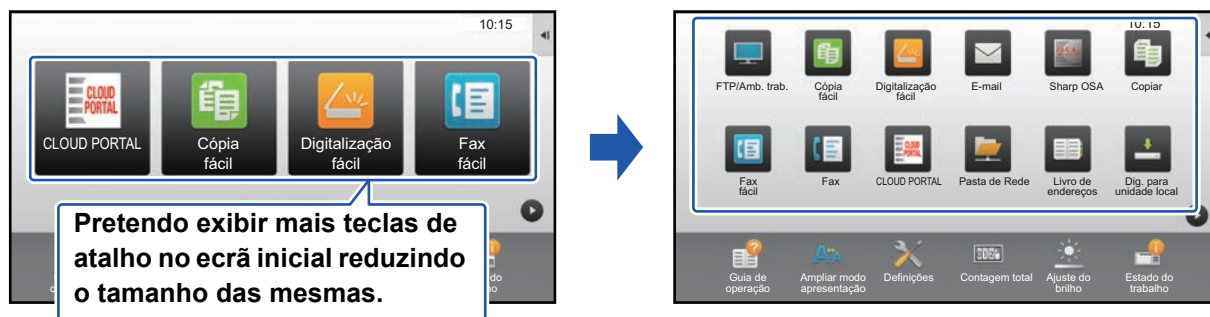 10:15
CLOUD
PORTAL
CLOUD PORTAL
Cópia
fácil
Digitalização
fácil
Fax
fácil
Pretendo exibir mais teclas de
atalho no ecrã inicial reduzindo
o tamanho das mesmas.
10:15
FTP/Amb. trab.
Cópia
fácil
Digitalização
fácil
E-mail
Sharp OSA
Copiar
Fax
fácil
Fax
CLOUD PORTAL
Pasta de Rede
Livro de
endereços
Dig. para
unidade local
Guia de
operação
Ampliar modo
apresentação
Definições
Contagem total
Ajuste do
brilho
Estado do
trabalho